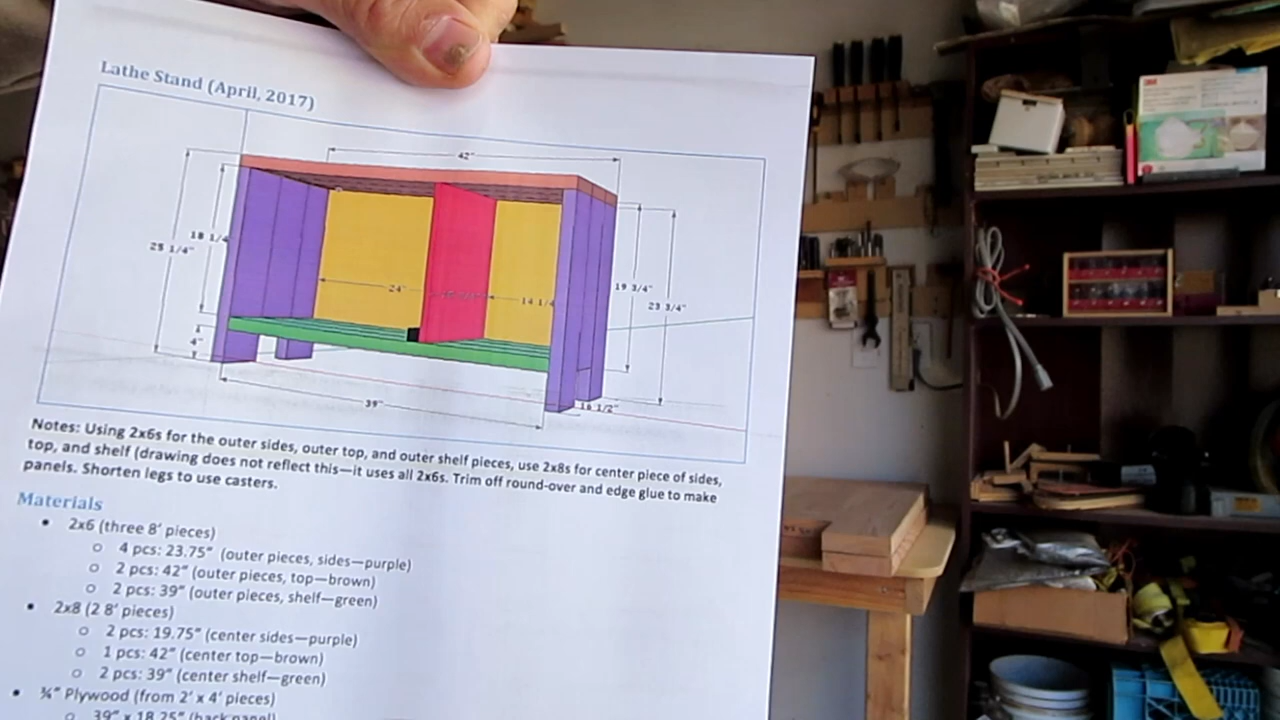 Lathe Stand (April, 2017)
42"
18 1/4
25 1/4"
24"
14 1/4
19 3/4"
23 3/4"
4"
39"
16 1/2"
Notes: Using 2x6s for the outer sides, outer top, and outer shelf pieces, use 2x8s for center piece of sides,
top, and shelf (drawing does not reflect this—it uses all 2x6s. Trim off round-over and edge glue to make
panels. Shorten legs to use casters.
Materials
• 2x6 (three 8' pieces)
o 4 pcs: 23.75" (outer pieces, sides—purple)
o 2 pcs: 42" (outer pieces, top—brown)
o 2 pcs: 39" (outer pieces, shelf—green)
• 2x8 (2 8' pieces)
o 2 pcs: 19.75" (center sides—purple)
o 1 pcs: 42" (center top—brown)
o 2 pcs: 39" (center shelf—green)
• ¾" Plywood (from 2' x 4' pieces)
o 39" x 18.25" (back panel)
3M